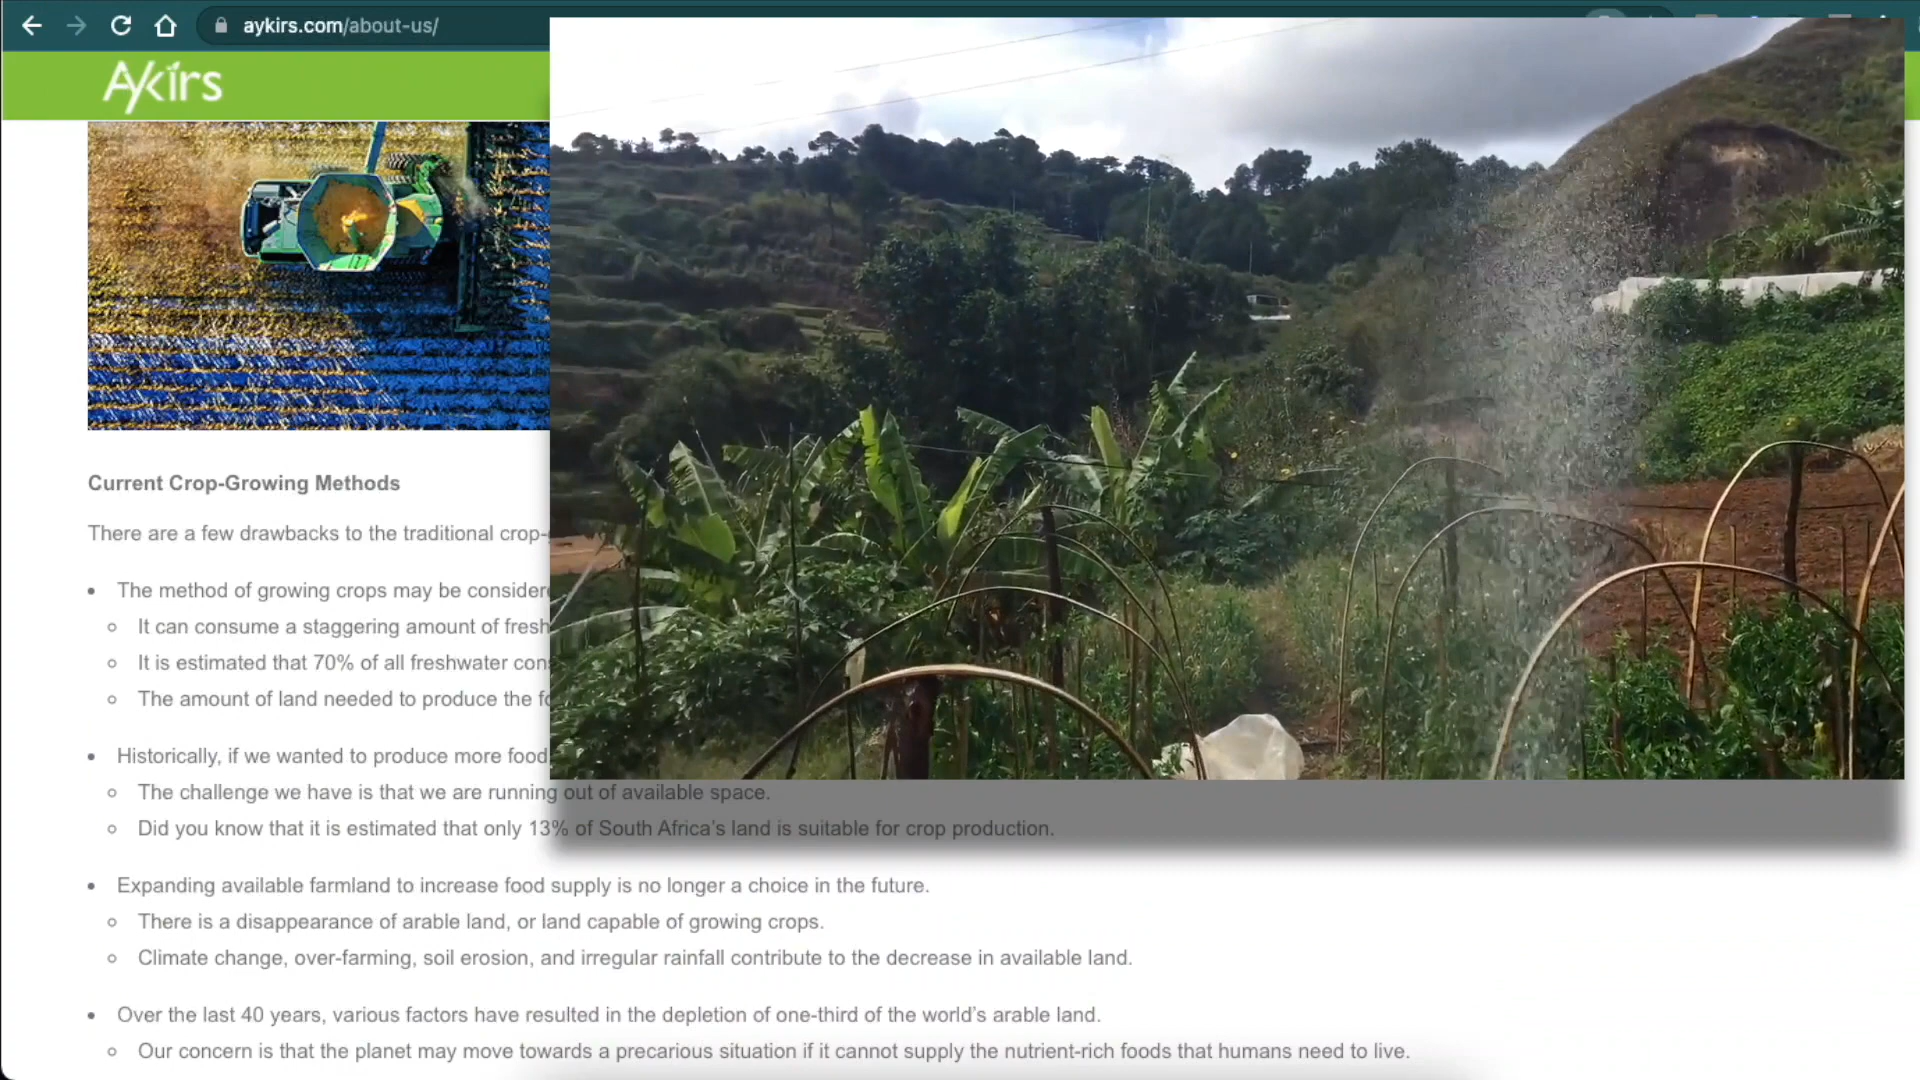 aykirs.com/about-us/
Aykirs
Current Crop-Growing Methods
There are a few drawbacks to the traditional crop-
The method of growing crops may be
It can consume a staggering amount of
It is estimated that 70% of all freshwater
The amount of land needed to produce the
Historically, if we wanted to produce more food
The challenge we have is that we are running out of available space.
Did you know that it is estimated that only 13% of South Africa's land is suitable for crop production.
Expanding available farmland to increase food supply is no longer a choice in the future.
There is a disappearance of arable land, or land capable of growing crops.
Climate change, over-farming, soil erosion, and irregular rainfall contribute to the decrease in available land.
Over the last 40 years, various factors have resulted in the depletion of one-third of the world's arable land.
Our concern is that the planet may move towards a precarious situation if it cannot supply the nutrient-rich foods that humans need to live.